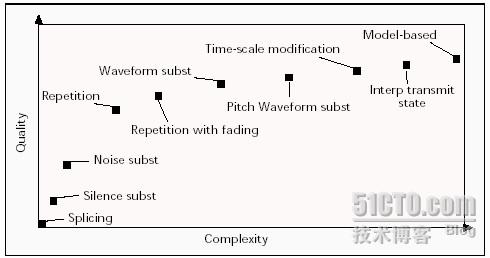 Model-based
Time-scale modification
Waveform subst
Interp transmit
state
Repetition
Pitch Waveform subst
Repetition with fading
Quality
Noise subst
Silence subst
Splicing
Complexity
51CTO.com
技术博客 Blog